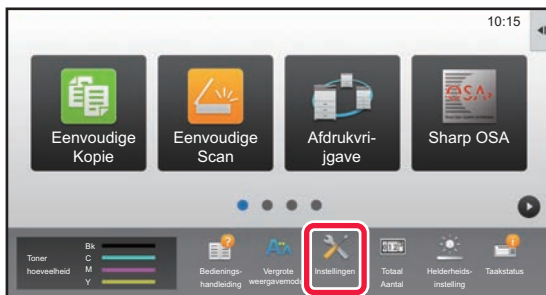 10:15
Eenvoudige
Kopie
Eenvoudige
Scan
Afdrukvri-
jgave
Sharp OSA
Toner
hoeveelheid
Bk
C
M
Y
Bedienings-
handleiding
Vergrote
weergavemodus
Instellingen
Totaal
Aantal
Helderheids-
instelling
Taakstatus